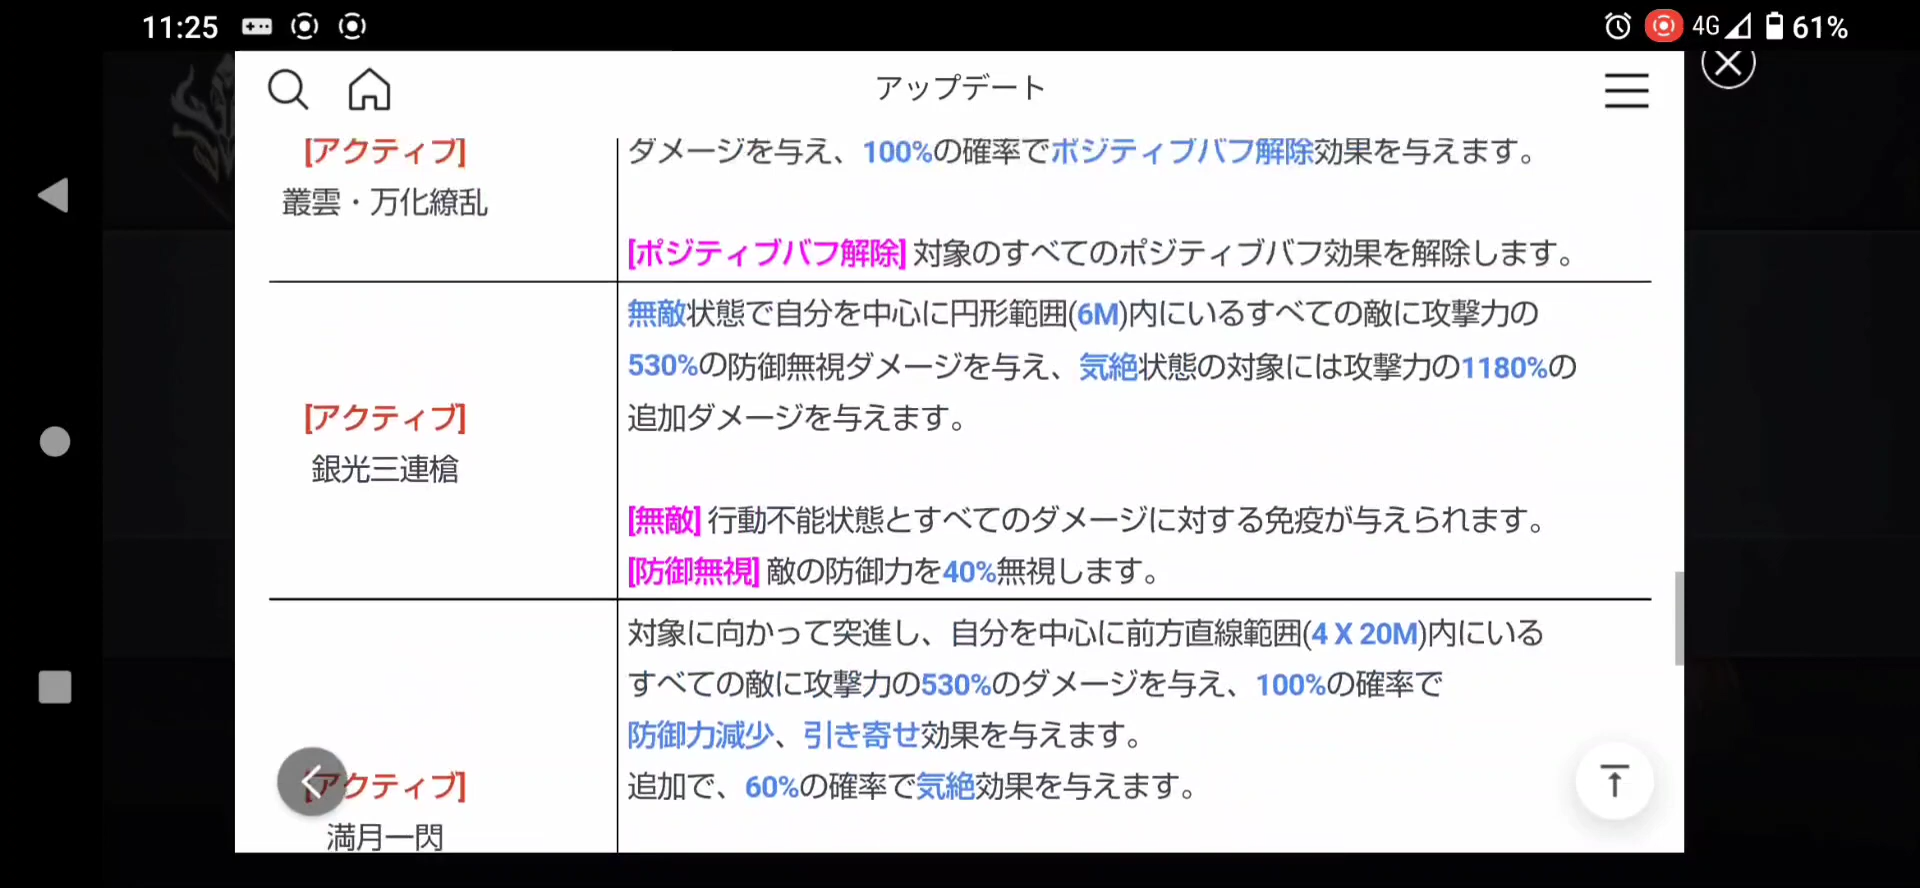 11:25
4G
61%
アップデート
[アクティブ]
叢雲・万化繚乱
ダメージを与え、100%の確率でポジティブバフ解除効果を与えます。
[ポジティブバフ解除] 対象のすべてのポジティブバフ効果を解除します。
[アクティブ]
銀光三連槍
無敵状態で自分を中心に円形範囲(6M)内にいるすべての敵に攻撃力の
530%の防御無視ダメージを与え、気絶状態の対象には攻撃力の1180%の
追加ダメージを与えます。
[無敵] 行動不能状態とすべてのダメージに対する免疫が与えられます。
[防御無視] 敵の防御力を40%無視します。
[アクティブ]
満月一閃
対象に向かって突進し、自分を中心に前方直線範囲(4 X 20M)内にいる
すべての敵に攻撃力の530%のダメージを与え、100%の確率で
防御力減少、引き寄せ効果を与えます。
追加で、60%の確率で気絶効果を与えます。